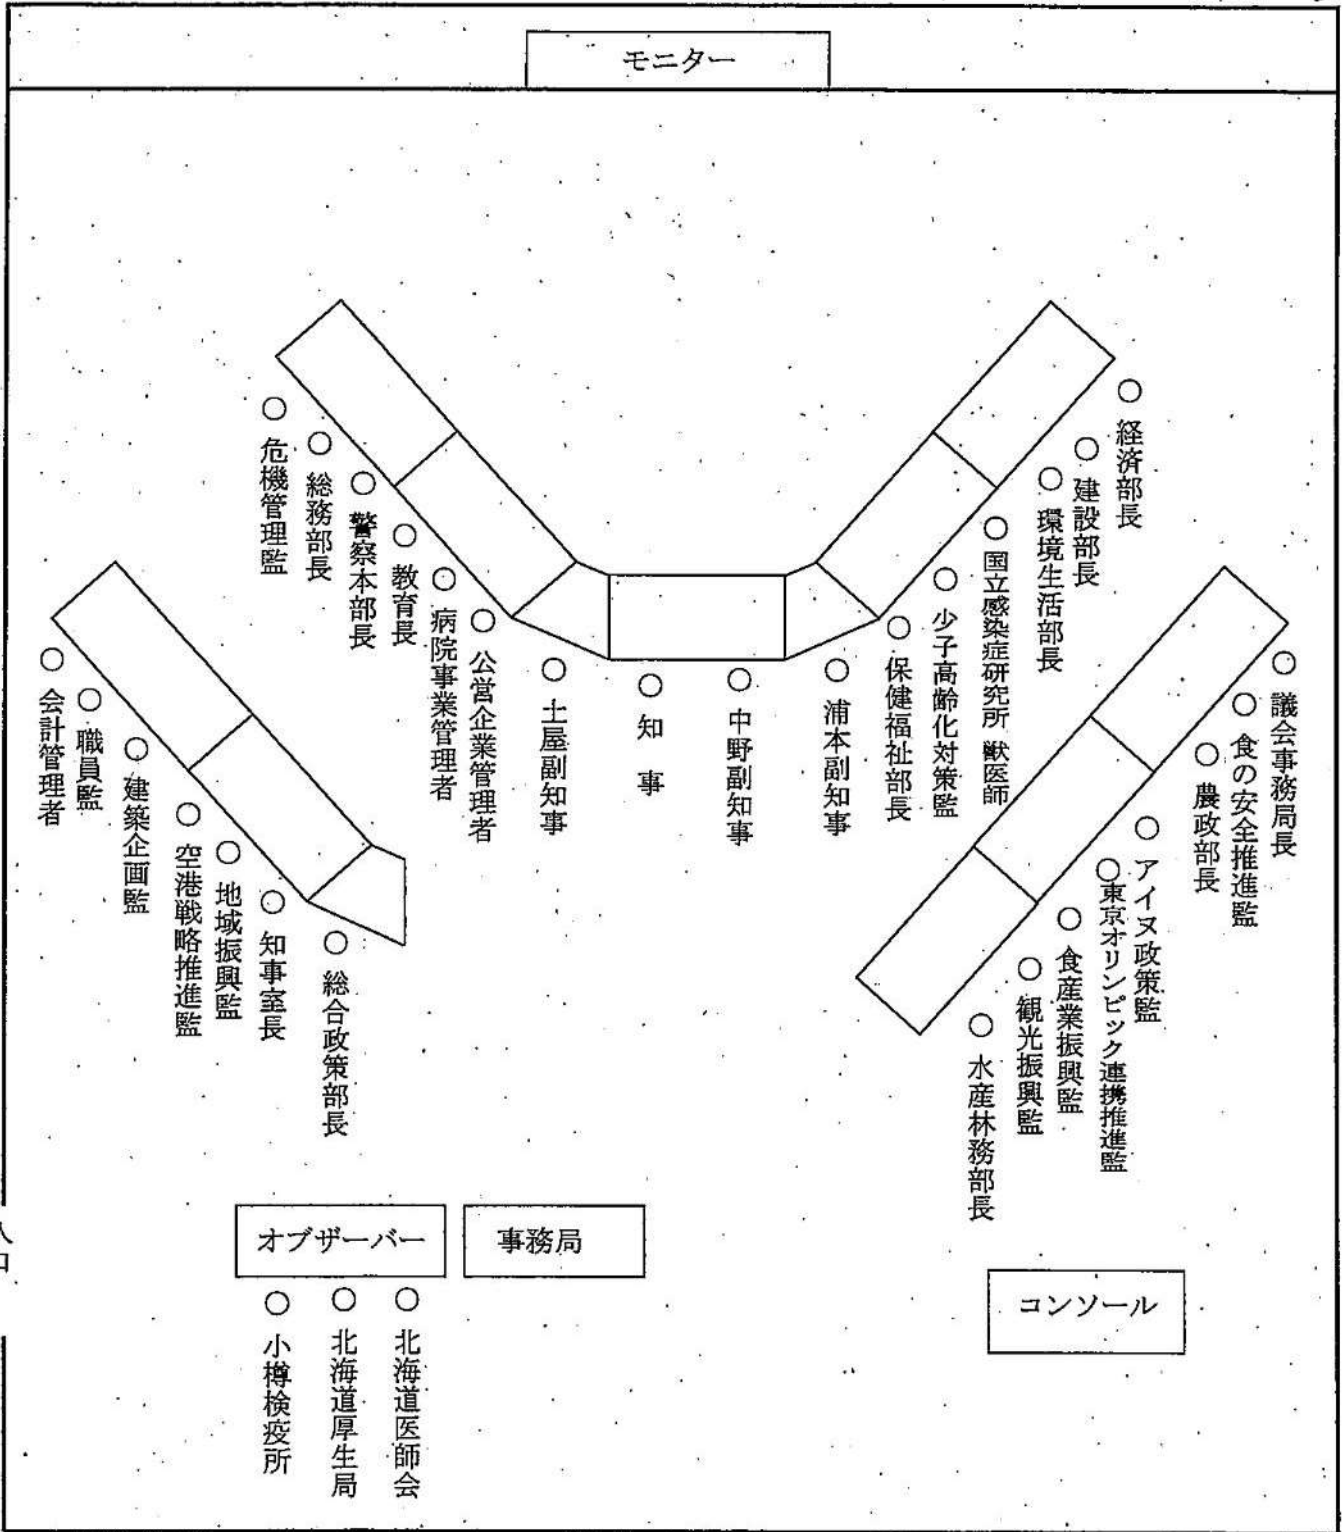 モニター
危機管理監
総務部長
警察本部長
教育長
病院事業管理者
公営企業管理者
土屋副知事
知事
中野副知事
浦本副知事
保健福祉部長
少子高齢化対策監
国立感染症研究所 獣医師
環境生活部長
建設部長
経済部長
会計管理者
職員監
建築企画監
空港戦略推進監
地域振興監
知事室長
総合政策部長
水産林務部長
観光振興監
食産業振興監
東京オリンピック連携推進監
アイヌ政策監
農政部長
食の安全推進監
議会事務局長
入口
オブザーバー
事務局
コンソール
小樽検疫所
北海道厚生局
北海道医師会